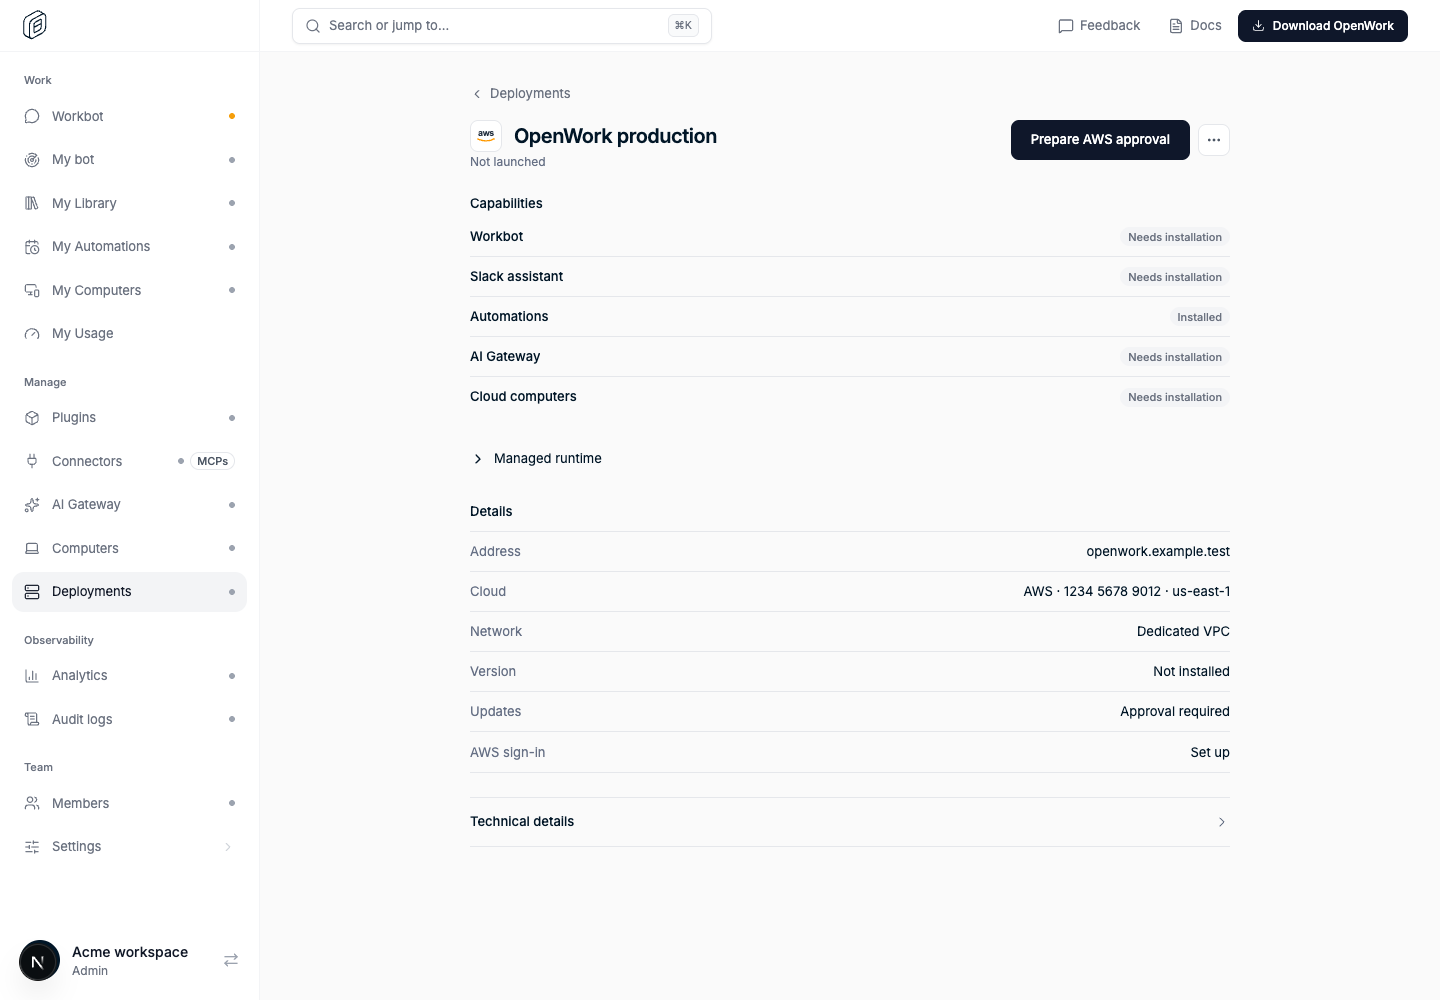 Search or jump to...
⌘K
Feedback
Docs
Download OpenWork
Work
Workbot
My bot
My Library
My Automations
My Computers
My Usage
Manage
Plugins
Connectors
MCPs
AI Gateway
Computers
Deployments
Observability
Analytics
Audit logs
Team
Members
Settings
N
Acme workspace
Admin
Deployments
aws
OpenWork production
Not launched
Prepare AWS approval
Capabilities
Workbot Needs installation
Slack assistant Needs installation
Automations Installed
AI Gateway Needs installation
Cloud computers Needs installation
Managed runtime
Details
Address openwork.example.test
Cloud AWS · 1234 5678 9012 · us-east-1
Network Dedicated VPC
Version Not installed
Updates Approval required
AWS sign-in Set up
Technical details